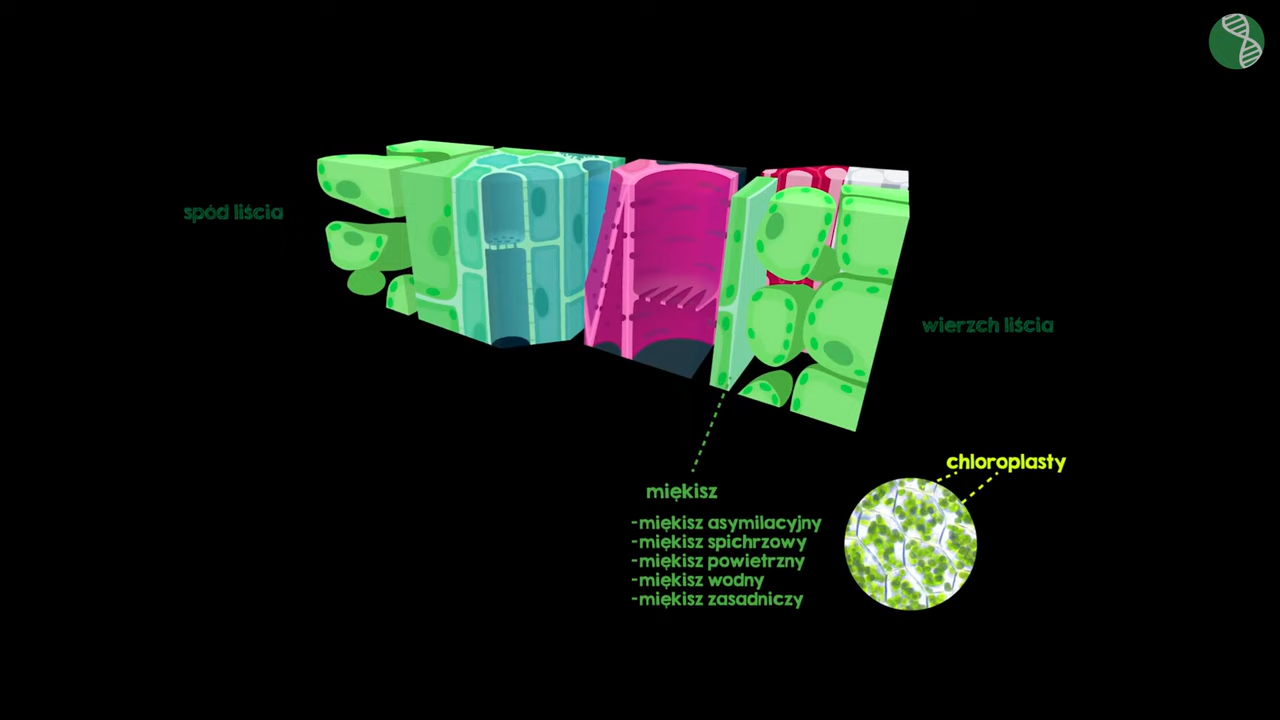 spód liścia
wierzch liścia
chloroplasty
miękisz
-miękisz asymilacyjny
-miękisz spichrzowy
-miękisz powietrzny
-miękisz wodny
-miękisz zasadniczy